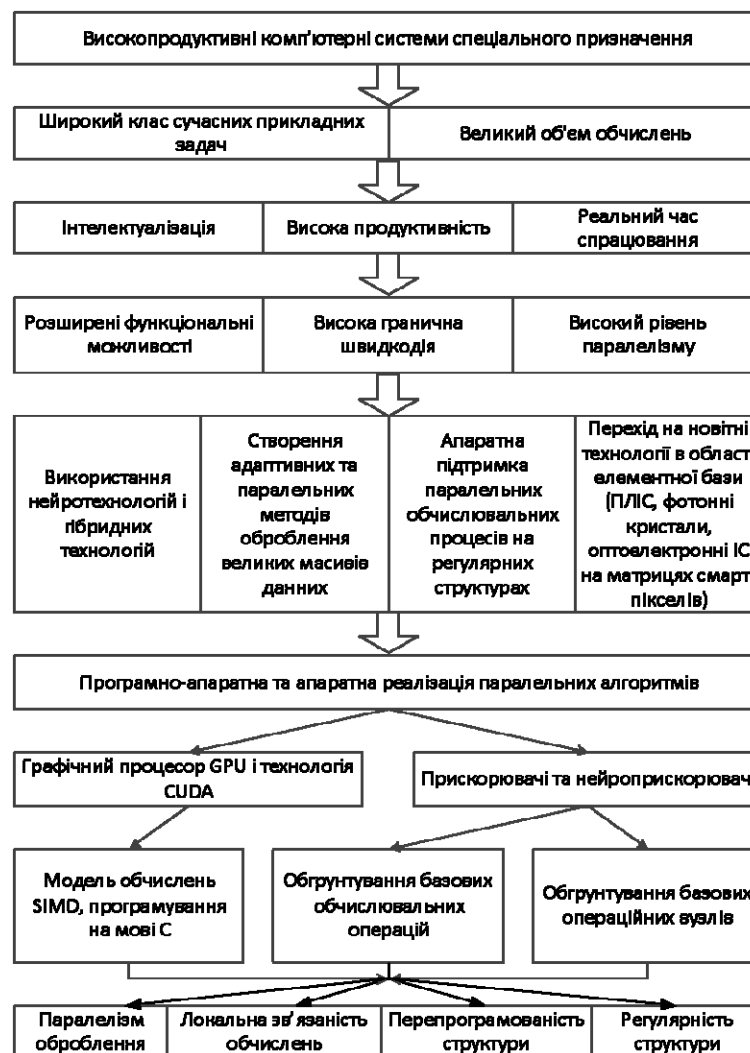 Високопродуктивні комп'ютерні системи спеціального призначення
Широкий клас сучасних прикладних
задач
Великий об'єм обчислень
Інтелектуалізація
Висока продуктивність
Реальний час
спрацювання
Розширені функціональні
можливості
Висока гранична
швидкодія
Високий рівень
паралелізму
Використання
нейротехнологій і
гібридних
технологій
Створення
адаптивних та
паралельних
методів
оброблення
великих масивів
данних
Апаратна
підтримка
паралельних
обчислювальних
процесів на
регулярних
структурах
Перехід на новітні
технології в област
елементної бази
(ПЛІС, фотонні
кристали,
оптоелектронні ІС
на матрицях смарт
пікселів)
Програмно-апаратна та апаратна реалізація паралельних алгоритмів
Графічний процесор GPU і технологія
CUDA
Прискорювачі та нейроприскорювач
Модель обчислень
SIMD, програмування
на мові С
Обгрунтування базових
обчислювальних
операцій
Обгрунтування базових
операційних вузлів
Паралелізм
оброблення
Локальна зв'язаність
обчислень
Перепрограмованість
структури
Регулярність
структури